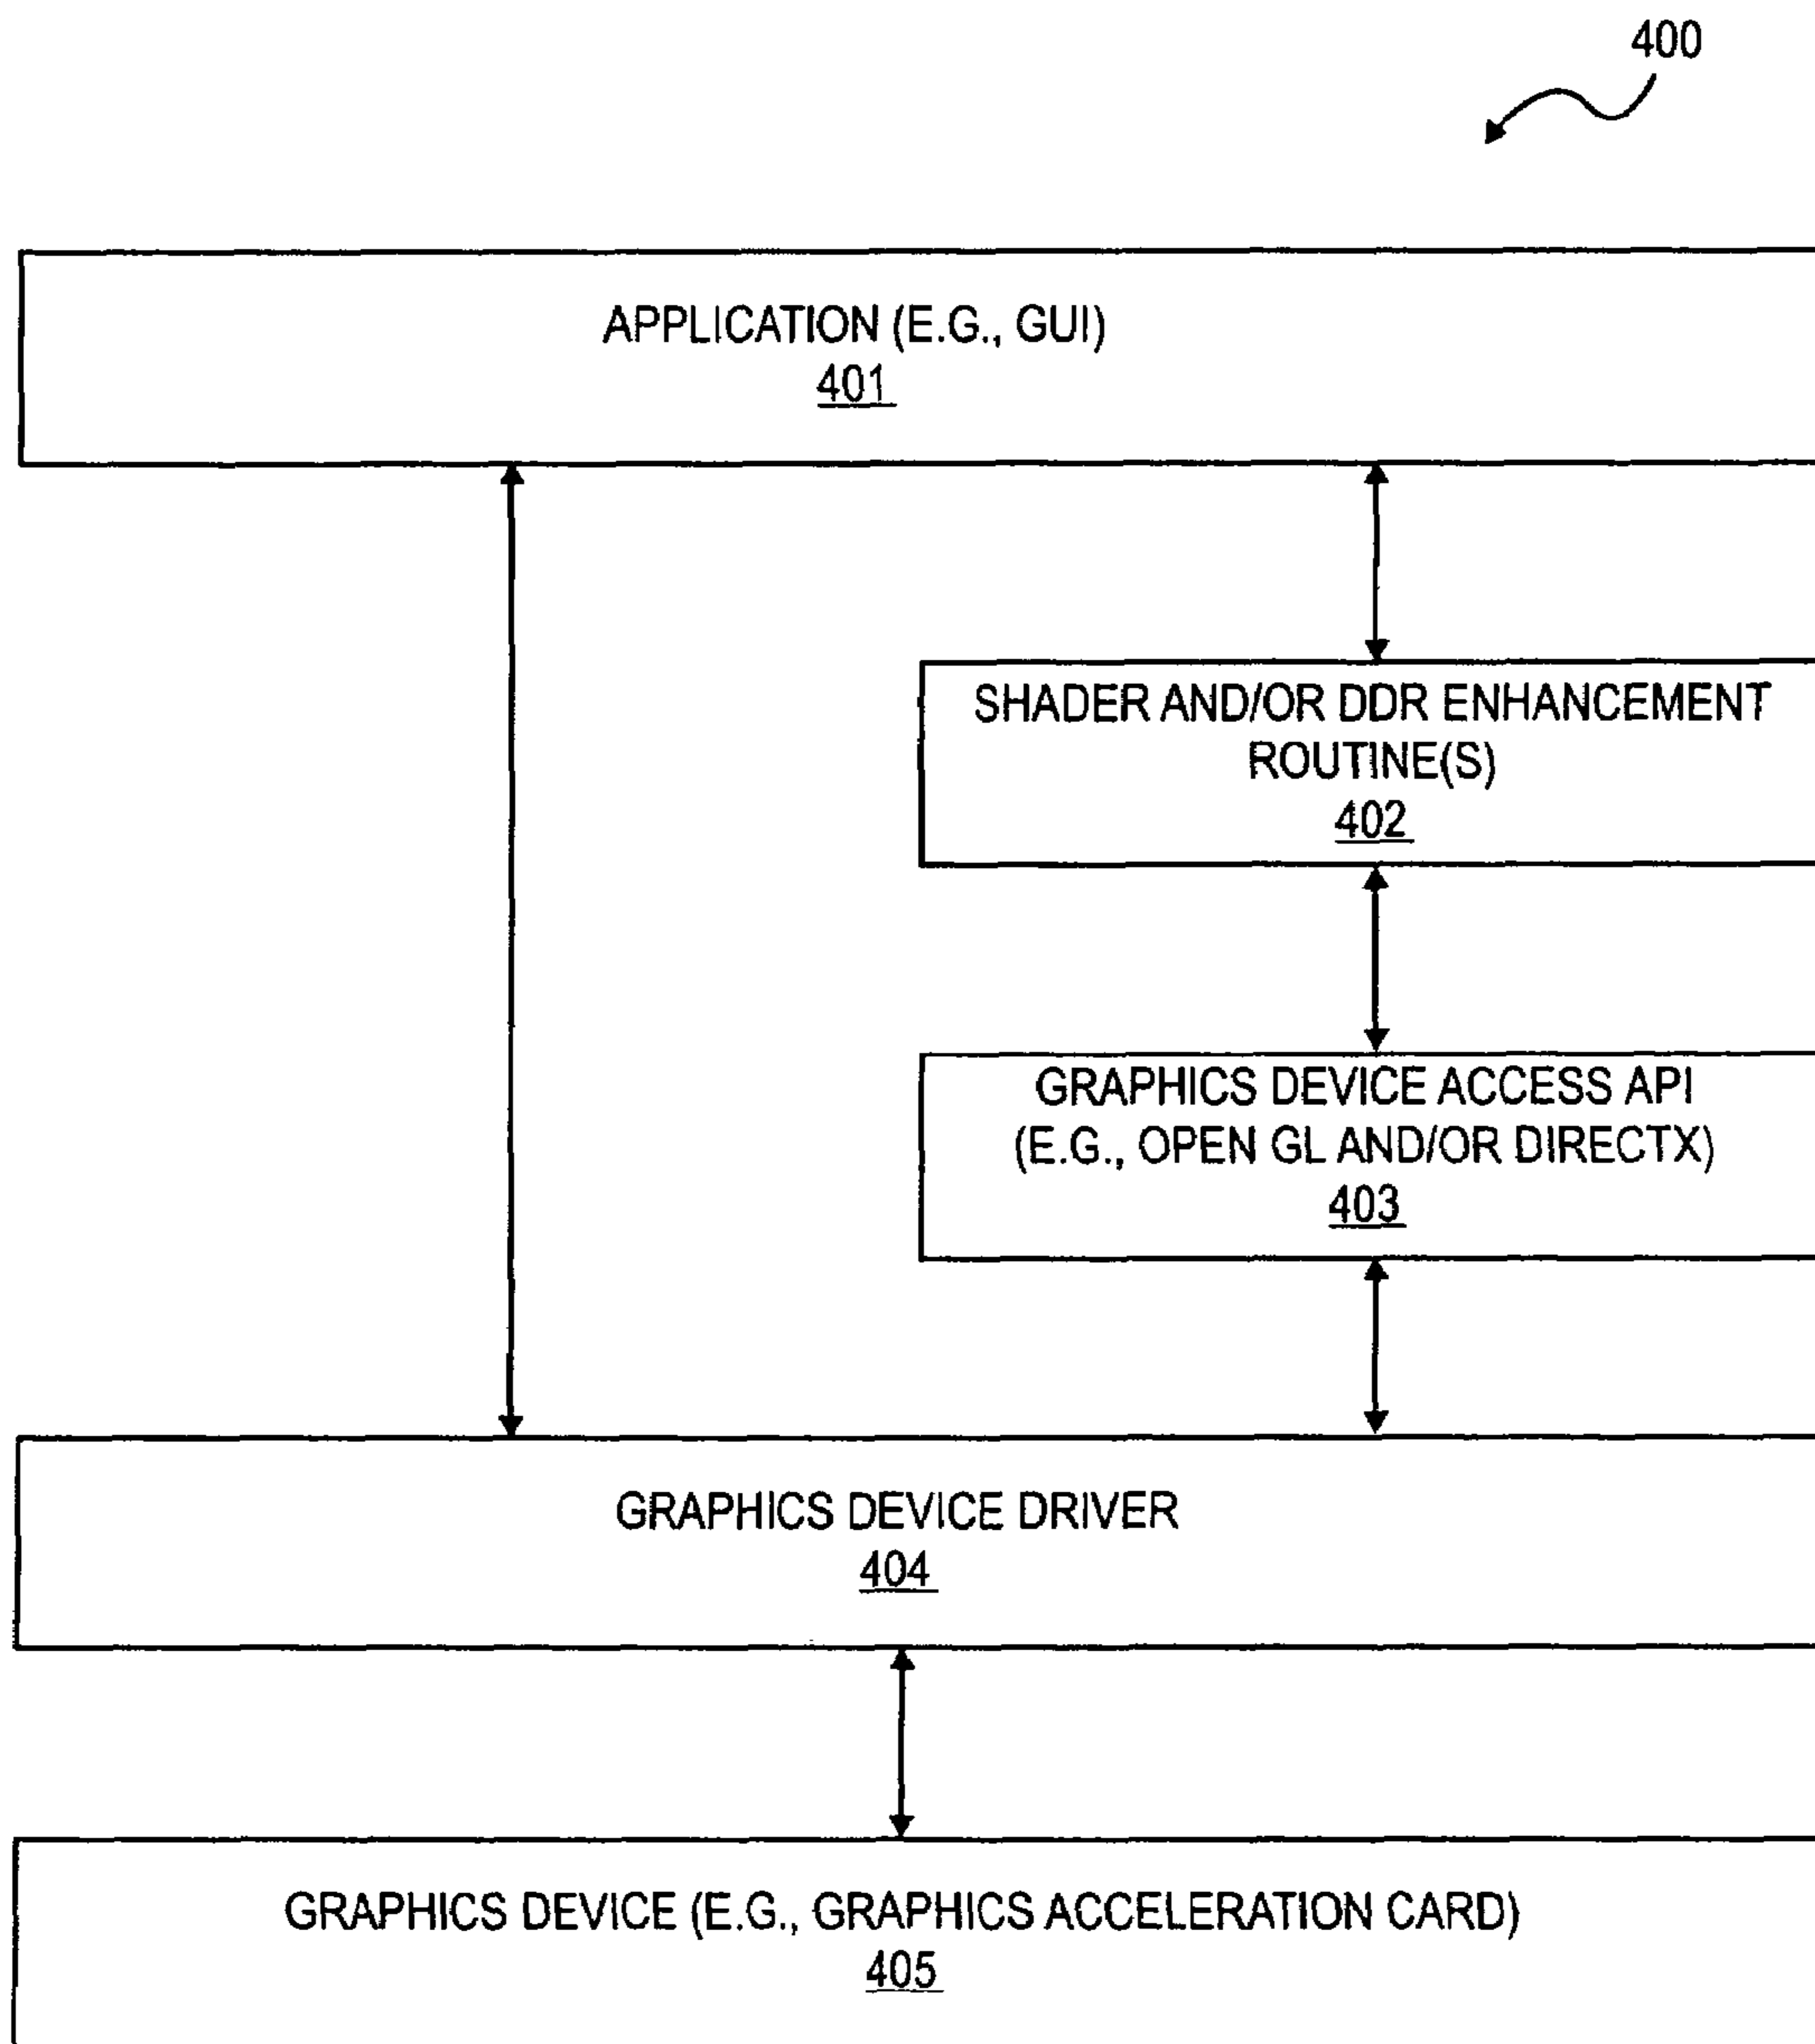 400
APPLICATION (E.G., GUI)
401
SHADER AND/OR DDR ENHANCEMENT
ROUTINE(S)
402
GRAPHICS DEVICE ACCESS API
(E.G., OPEN GL AND/OR DIRECTX)
403
GRAPHICS DEVICE DRIVER
404
GRAPHICS DEVICE (E.G., GRAPHICS ACCELERATION CARD)
405